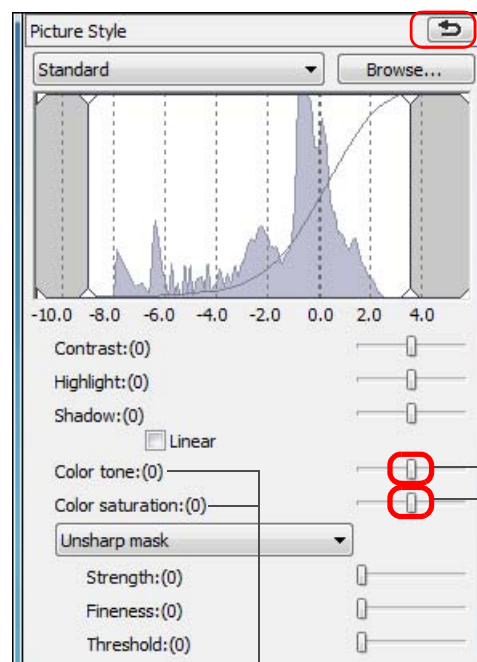 Picture Style
Standard Browse...
-10.0 -8.0 -6.0 -4.0 -2.0 0.0 2.0 4.0
Contrast:(0)
Highlight:(0)
Shadow:(0)
Linear
Color tone:(0)
Color saturation:(0)
Unsharp mask
Strength:(0)
Fineness:(0)
Threshold:(0)